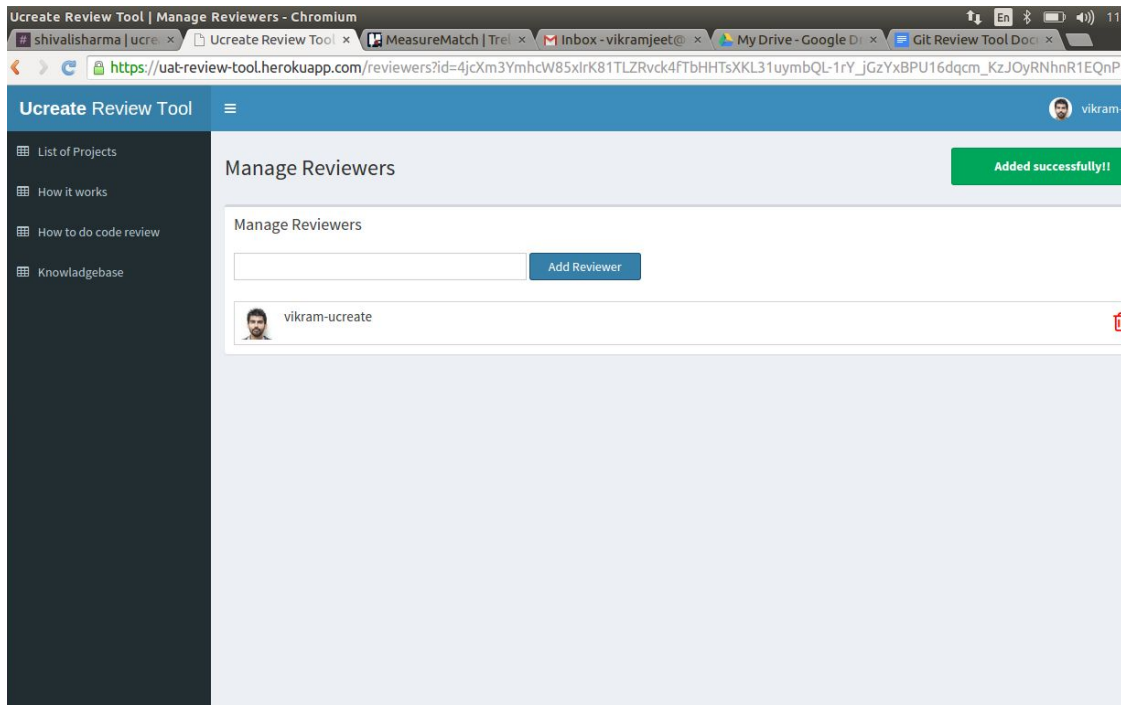 Ucreate Review Tool | Manage Reviewers - Chromium
En
11
# shivalisharma | ucre
Ucreate Review Tool
MeasureMatch | Trel
Inbox - vikramjeet@
My Drive - Google Dr
Git Review Tool Doc
https://uat-review-tool.herokuapp.com/reviewers?id=4jcXm3YmhcW85xIrK81TLZRvck4fTbHHTsXKL31uymbQL-1rY_jGzYxBPU16dqcm_KzJOyRNhnR1EQnP
Ucreate Review Tool
vikram-
List of Projects
How it works
How to do code review
Knowladgebase
Manage Reviewers
Added successfully!!
Manage Reviewers
Add Reviewer
vikram-ucreate